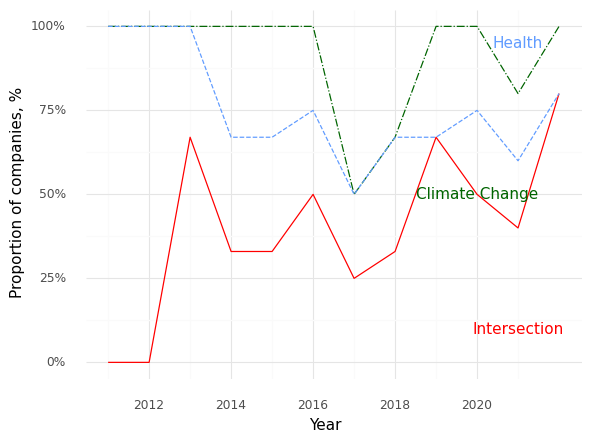 100%
75%
50%
25%
0%
Proportion of companies, %
Health
Climate Change
Intersection
2012
2014
2016
2018
2020
Year